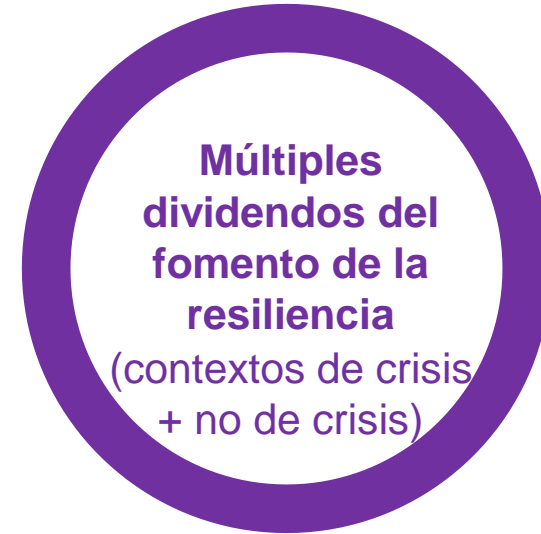 Múltiples
dividendos del
fomento de la
resiliencia
(contextos de crisis
+ no de crisis)